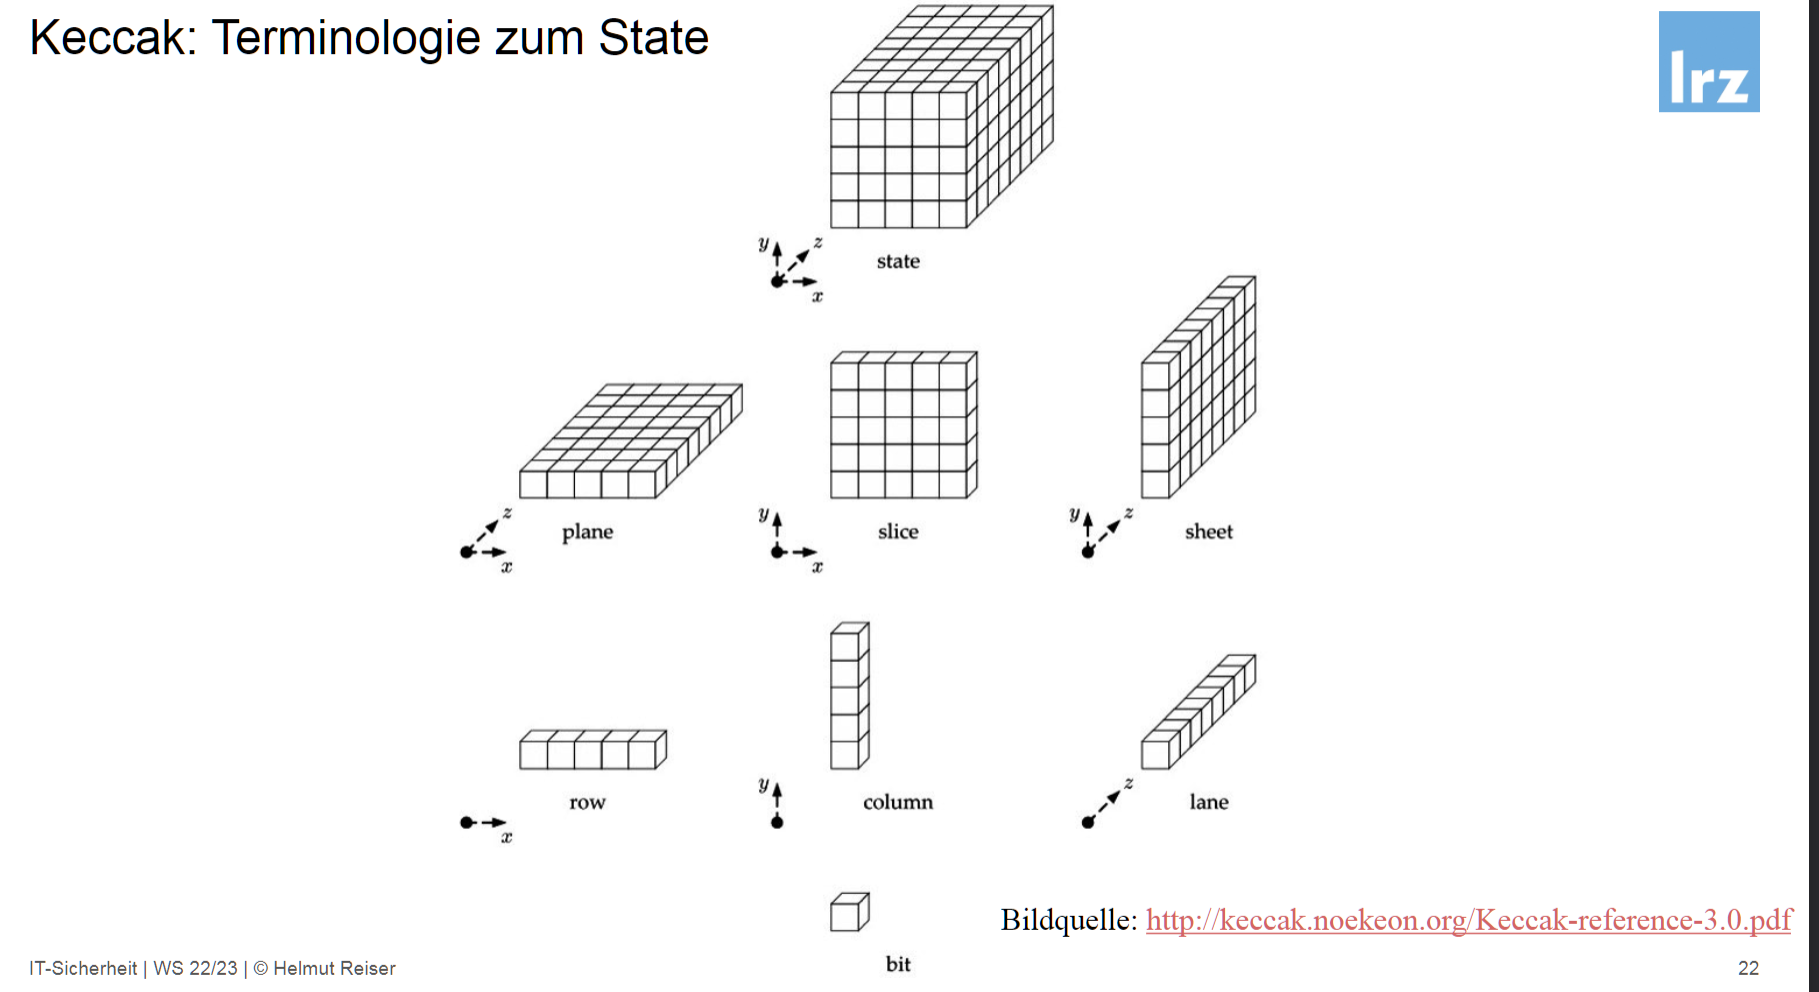 Keccak: Terminologie zum State
lrz
y
z
x
state
z
x
plane
y
x
slice
y
z
sheet
x
row
y
column
z
lane
bit
Bildquelle: http://keccak.noekeon.org/Keccak-reference-3.0.pdf
IT-Sicherheit | WS 22/23 | © Helmut Reiser
22